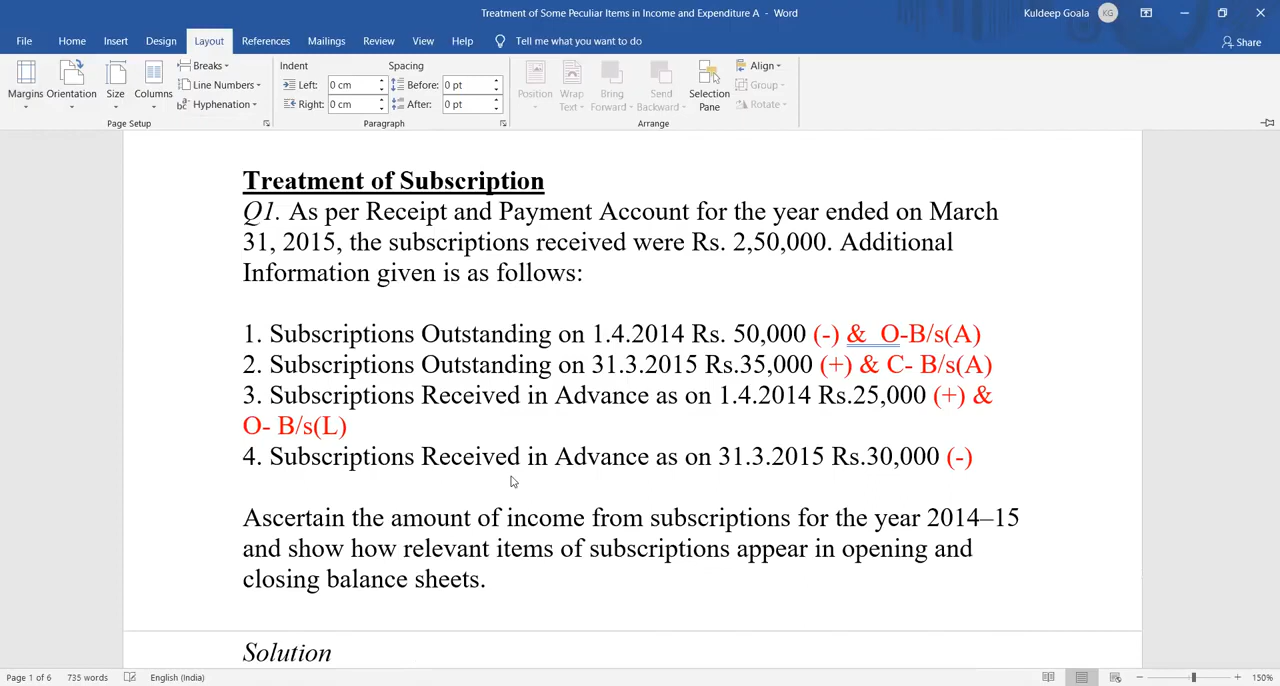 Treatment of Some Peculiar Items in Income and Expenditure A - Word
Kuldeep Goala KG
File Home Insert Design Layout References Mailings Review View Help Tell me what you want to do Share
Margins Orientation Size Columns
Breaks
Line Numbers
Hyphenation
Page Setup
Indent Spacing
Left: 0 cm Before: 0 pt
Right: 0 cm After: 0 pt
Paragraph
Position Wrap Text Bring Forward Send Backward Selection Pane
Align
Group
Rotate
Arrange
Treatment of Subscription
Q1. As per Receipt and Payment Account for the year ended on March
31, 2015, the subscriptions received were Rs. 2,50,000. Additional
Information given is as follows:
1. Subscriptions Outstanding on 1.4.2014 Rs. 50,000 (-) & O-B/s(A)
2. Subscriptions Outstanding on 31.3.2015 Rs.35,000 (+) & C- B/s(A)
3. Subscriptions Received in Advance as on 1.4.2014 Rs.25,000 (+) &
O- B/s(L)
4. Subscriptions Received in Advance as on 31.3.2015 Rs.30,000 (-)
Ascertain the amount of income from subscriptions for the year 2014–15
and show how relevant items of subscriptions appear in opening and
closing balance sheets.
Solution
Page 1 of 6 735 words English (India) 150%